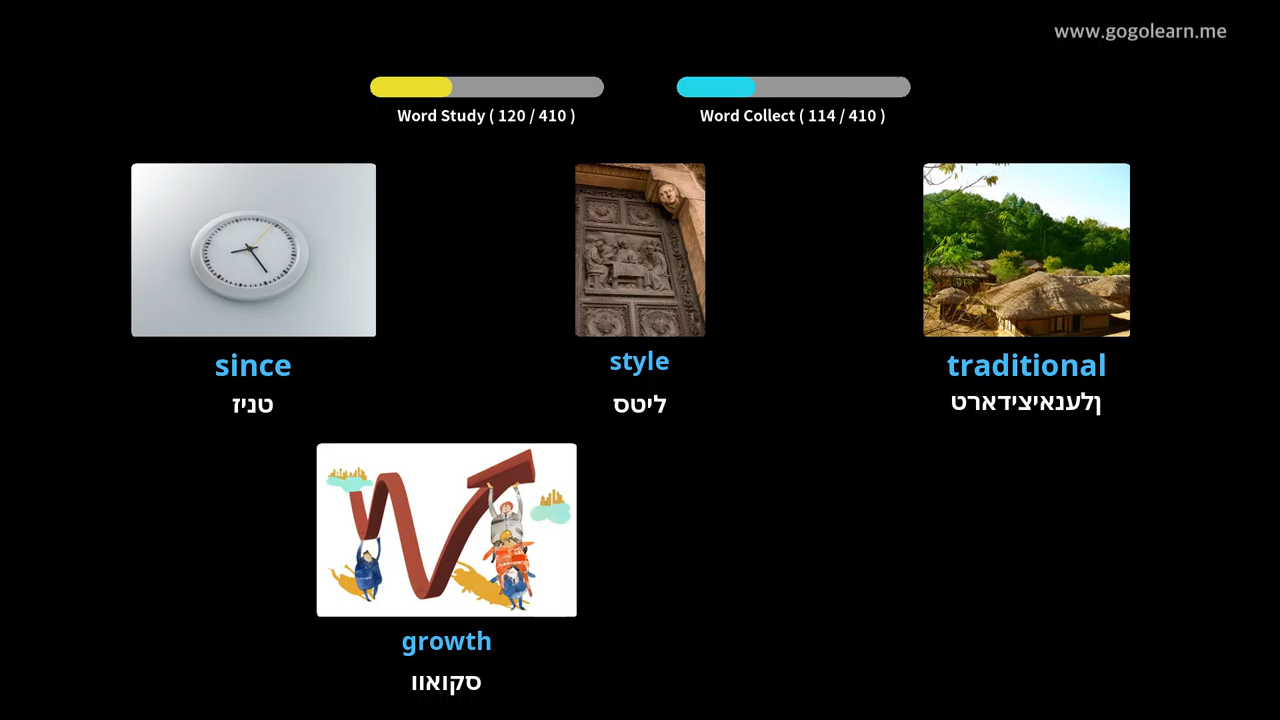 www.gogolearn.me
Word Study ( 120 / 410 )
Word Collect ( 114 / 410 )
since
טניז
style
ליטס
traditional
ןלענאיצידארט
growth
סקואוו